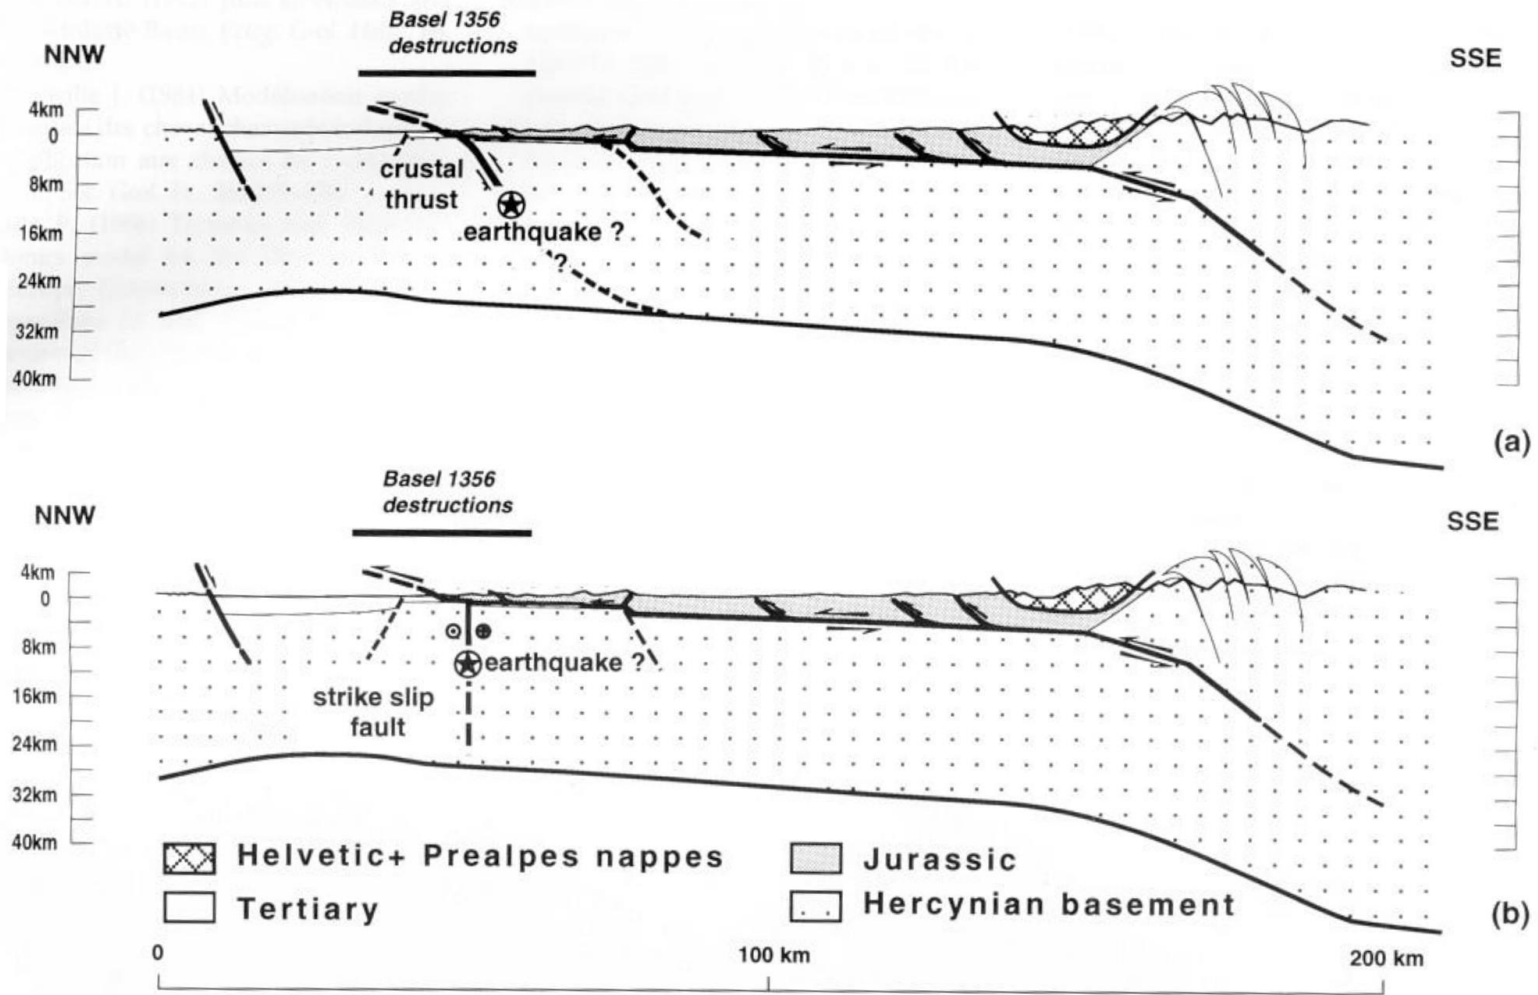 Basel 1356
destructions
NNW
SSE
4km
0
8km
16km
24km
32km
40km
crustal
thrust
earthquake ?
?
(a)
Basel 1356
destructions
NNW
SSE
4km
0
8km
16km
24km
32km
40km
earthquake ?
strike slip
fault
Helvetic+ Prealpes nappes
Jurassic
Tertiary
Hercynian basement
(b)
0
100 km
200 km